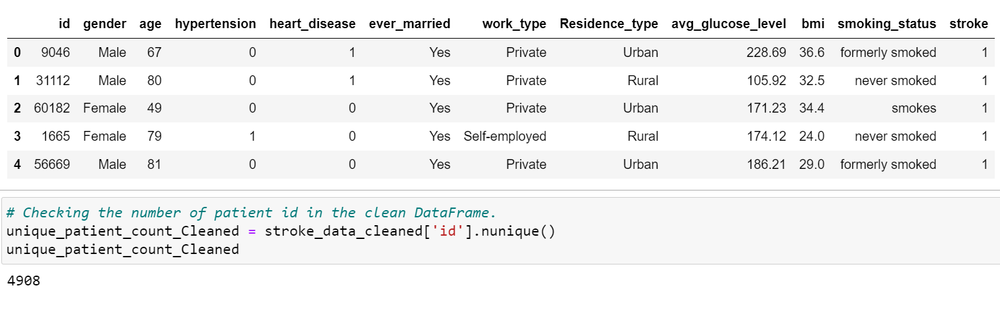 id gender age hypertension heart_disease ever_married work_type Residence_type avg_glucose_level bmi smoking_status stroke
0 9046 Male 67 0 1 Yes Private Urban 228.69 36.6 formerly smoked 1
1 31112 Male 80 0 1 Yes Private Rural 105.92 32.5 never smoked 1
2 60182 Female 49 0 0 Yes Private Urban 171.23 34.4 smokes 1
3 1665 Female 79 1 0 Yes Self-employed Rural 174.12 24.0 never smoked 1
4 56669 Male 81 0 0 Yes Private Urban 186.21 29.0 formerly smoked 1
# Checking the number of patient id in the clean DataFrame.
unique_patient_count_Cleaned = stroke_data_cleaned['id'].nunique()
unique_patient_count_Cleaned
4908